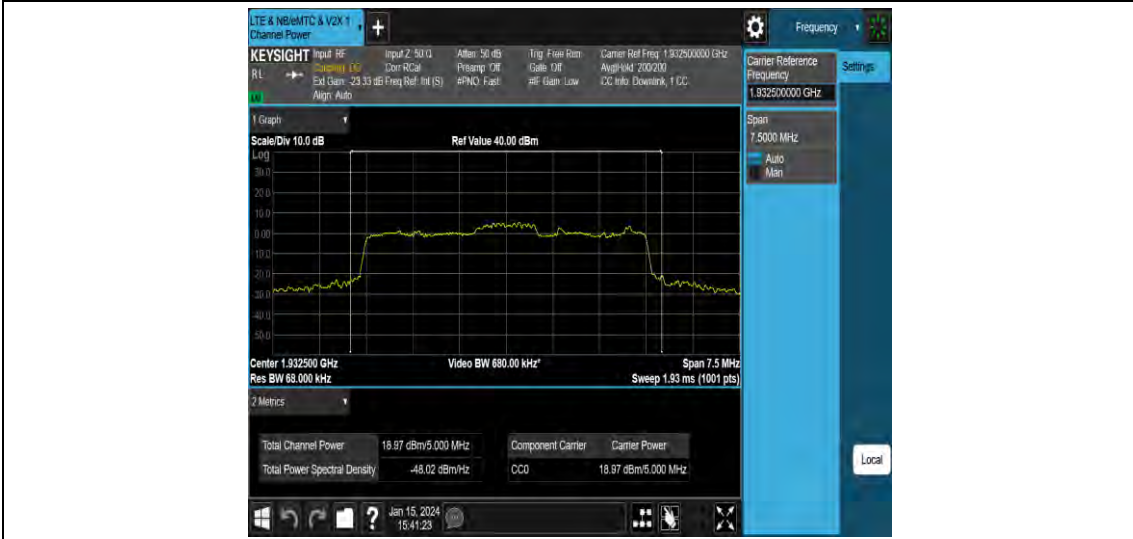 LTE & NB/eMTC & V2X 1
Channel Power
+
Frequency
KEYSIGHT
RL
Input: RF
Coupling: DC
Ext Gain: -23.33 dB
Align: Auto
Input Z: 50 Ω
Corr RCal
Freq Ref: Int (S)
Atten: 50 dB
Preamp: Off
#PNO: Fast
Trig: Free Run
Gate: Off
#IF Gain: Low
Carrier Ref Freq: 1.932500000 GHz
Avg|Hold: 200/200
CC Info: Downlink, 1 CC
Carrier Reference
Frequency
1.932500000 GHz
Settings
Span
7.5000 MHz
Auto
Man
1 Graph
Scale/Div 10.0 dB
Ref Value 40.00 dBm
Log
30.0
20.0
10.0
0.00
-10.0
-20.0
-30.0
-40.0
-50.0
Center 1.932500 GHz
Video BW 680.00 kHz*
Span 7.5 MHz
Res BW 68.000 kHz
Sweep 1.93 ms (1001 pts)
2 Metrics
Total Channel Power
18.97 dBm/5.000 MHz
Total Power Spectral Density
-48.02 dBm/Hz
Component Carrier
Carrier Power
CC0
18.97 dBm/5.000 MHz
Local
?
Jan 15, 2024
15:41:23